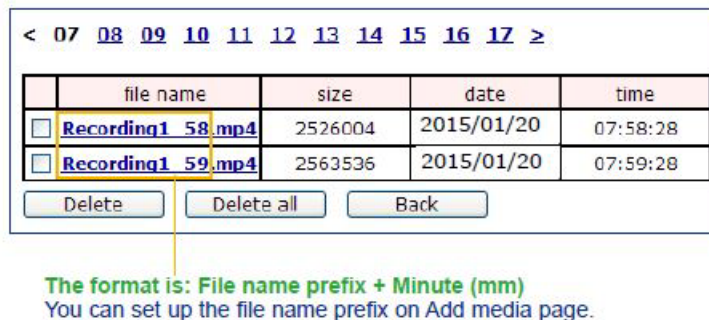 < 07 08 09 10 11 12 13 14 15 16 17 >
file name size date time
Recording1_58.mp4 2526004 2015/01/20 07:58:28
Recording1_59.mp4 2563536 2015/01/20 07:59:28
Delete Delete all Back
The format is: File name prefix + Minute (mm)
You can set up the file name prefix on Add media page.